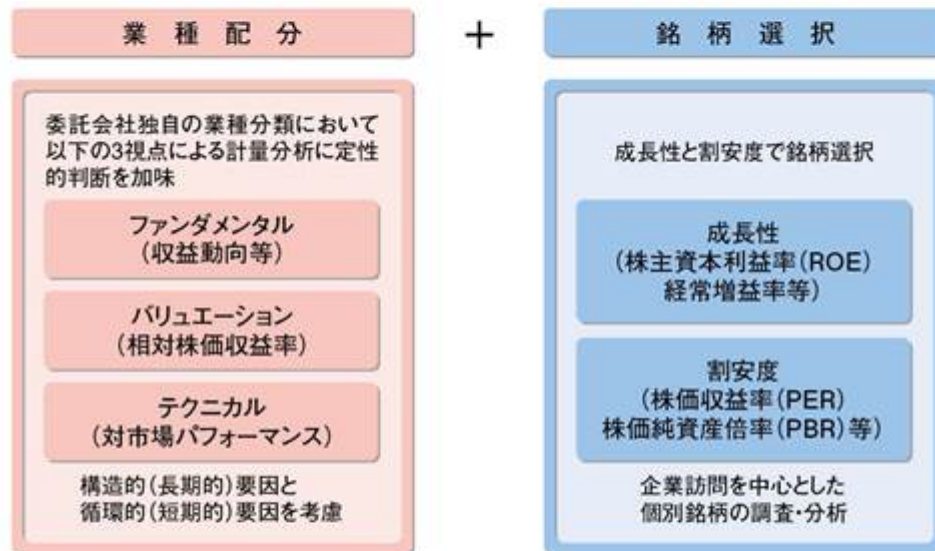 業種配分
委託会社独自の業種分類において
以下の3視点による計量分析に定性
的判断を加味
ファンダメンタル
(収益動向等)
バリュエーション
(相対株価収益率)
テクニカル
(対市場パフォーマンス)
構造的(長期的)要因と
循環的(短期的)要因を考慮
+
銘柄選択
成長性と割安度で銘柄選択
成長性
(株主資本利益率(ROE)
経常増益率等)
割安度
(株価収益率(PER)
株価純資産倍率(PBR)等)
企業訪問を中心とした
個別銘柄の調査・分析